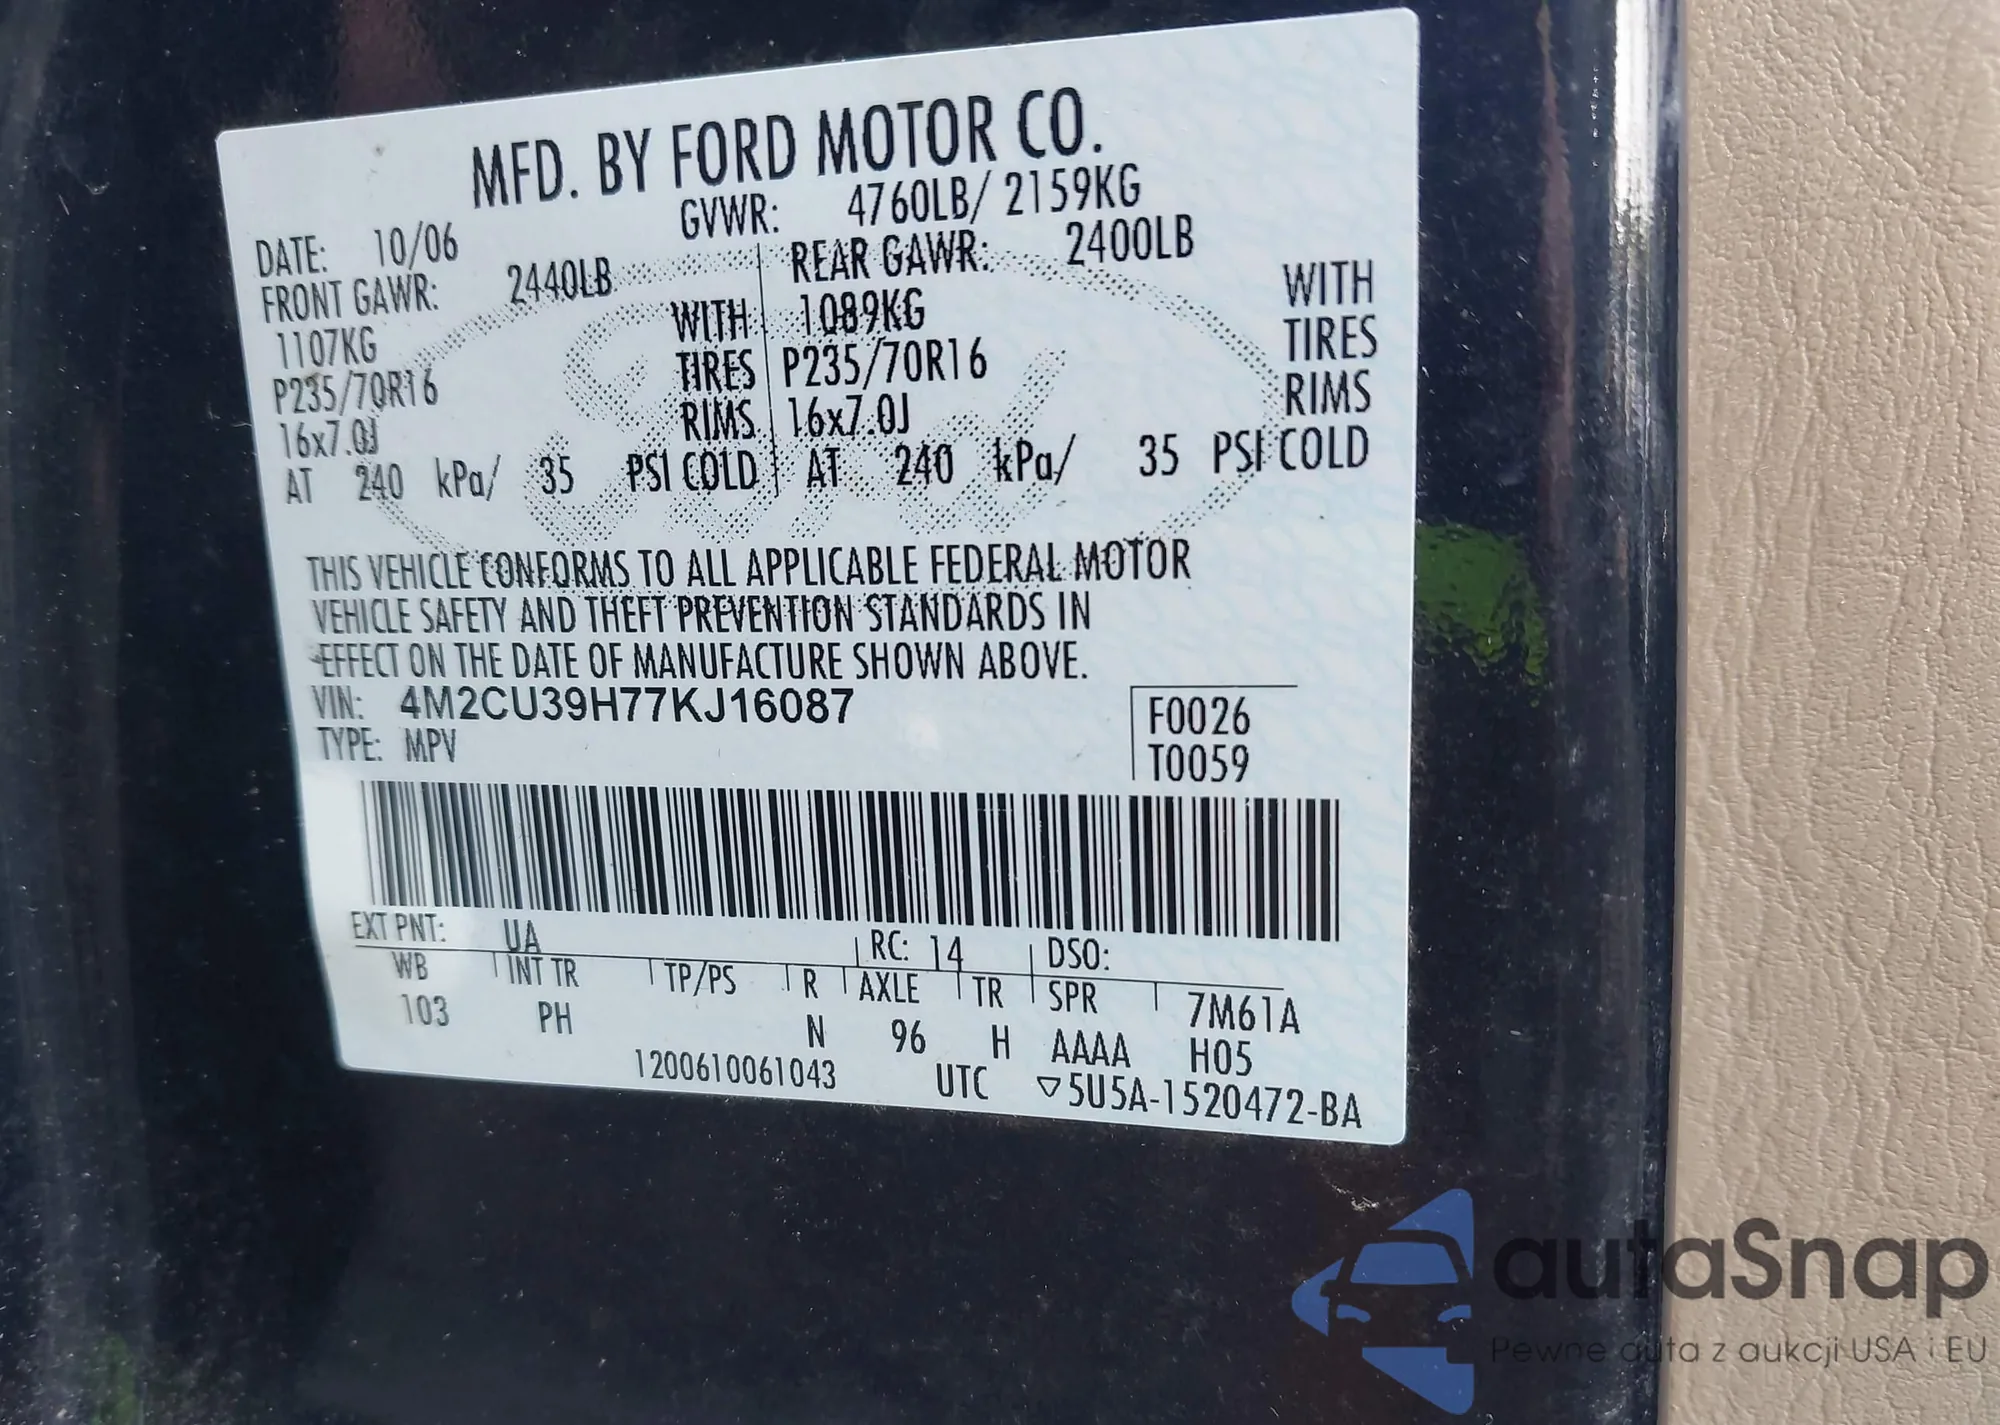 MFD. BY FORD MOTOR CO.
DATE: 10/06 GVWR: 4760LB/ 2159KG
FRONT GAWR: 2440LB REAR GAWR: 2400LB
1107KG WITH 1089KG WITH
P235/70R16 TIRES P235/70R16 TIRES
16x7.0J RIMS 16x7.0J RIMS
AT 240 kPa/ 35 PSI COLD AT 240 kPa/ 35 PSI COLD
THIS VEHICLE CONFORMS TO ALL APPLICABLE FEDERAL MOTOR
VEHICLE SAFETY AND THEFT PREVENTION STANDARDS IN
EFFECT ON THE DATE OF MANUFACTURE SHOWN ABOVE.
VIN: 4M2CU39H77KJ16087 F0026
TYPE: MPV T0059
EXT PNT: UA RC: 14 DSO:
WB INT TR TP/PS R AXLE TR SPR 7M61A
103 PH N 96 H AAAA H05
1200610061043 UTC ▽5U5A-1520472-BA
Ford
autaSnap
Pewne auta z aukcji USA i EU